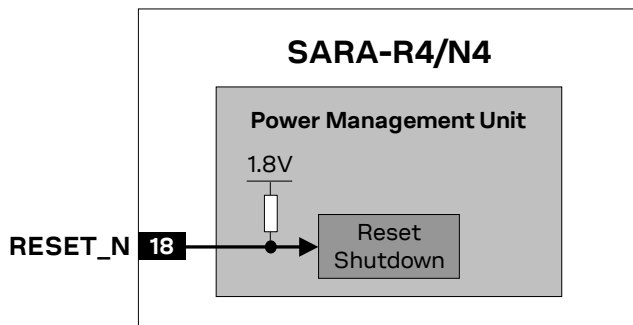 SARA-R4/N4
Power Management Unit
1.8V
RESET_N 18
Reset
Shutdown